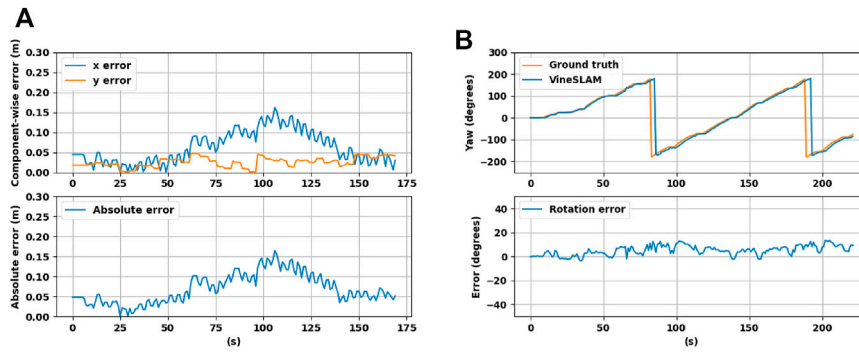 A
Component-wise error (m)
0.30
0.25
0.20
0.15
0.10
0.05
0.00
x error
y error
0 25 50 75 100 125 150 175
Absolute error (m)
0.30
0.25
0.20
0.15
0.10
0.05
0.00
Absolute error
0 25 50 75 100 125 150 175
(s)
B
Yaw (degrees)
300
200
100
0
-100
-200
Ground truth
VineSLAM
0 50 100 150 200
Error (degrees)
40
20
0
-20
-40
Rotation error
0 50 100 150 200
(s)